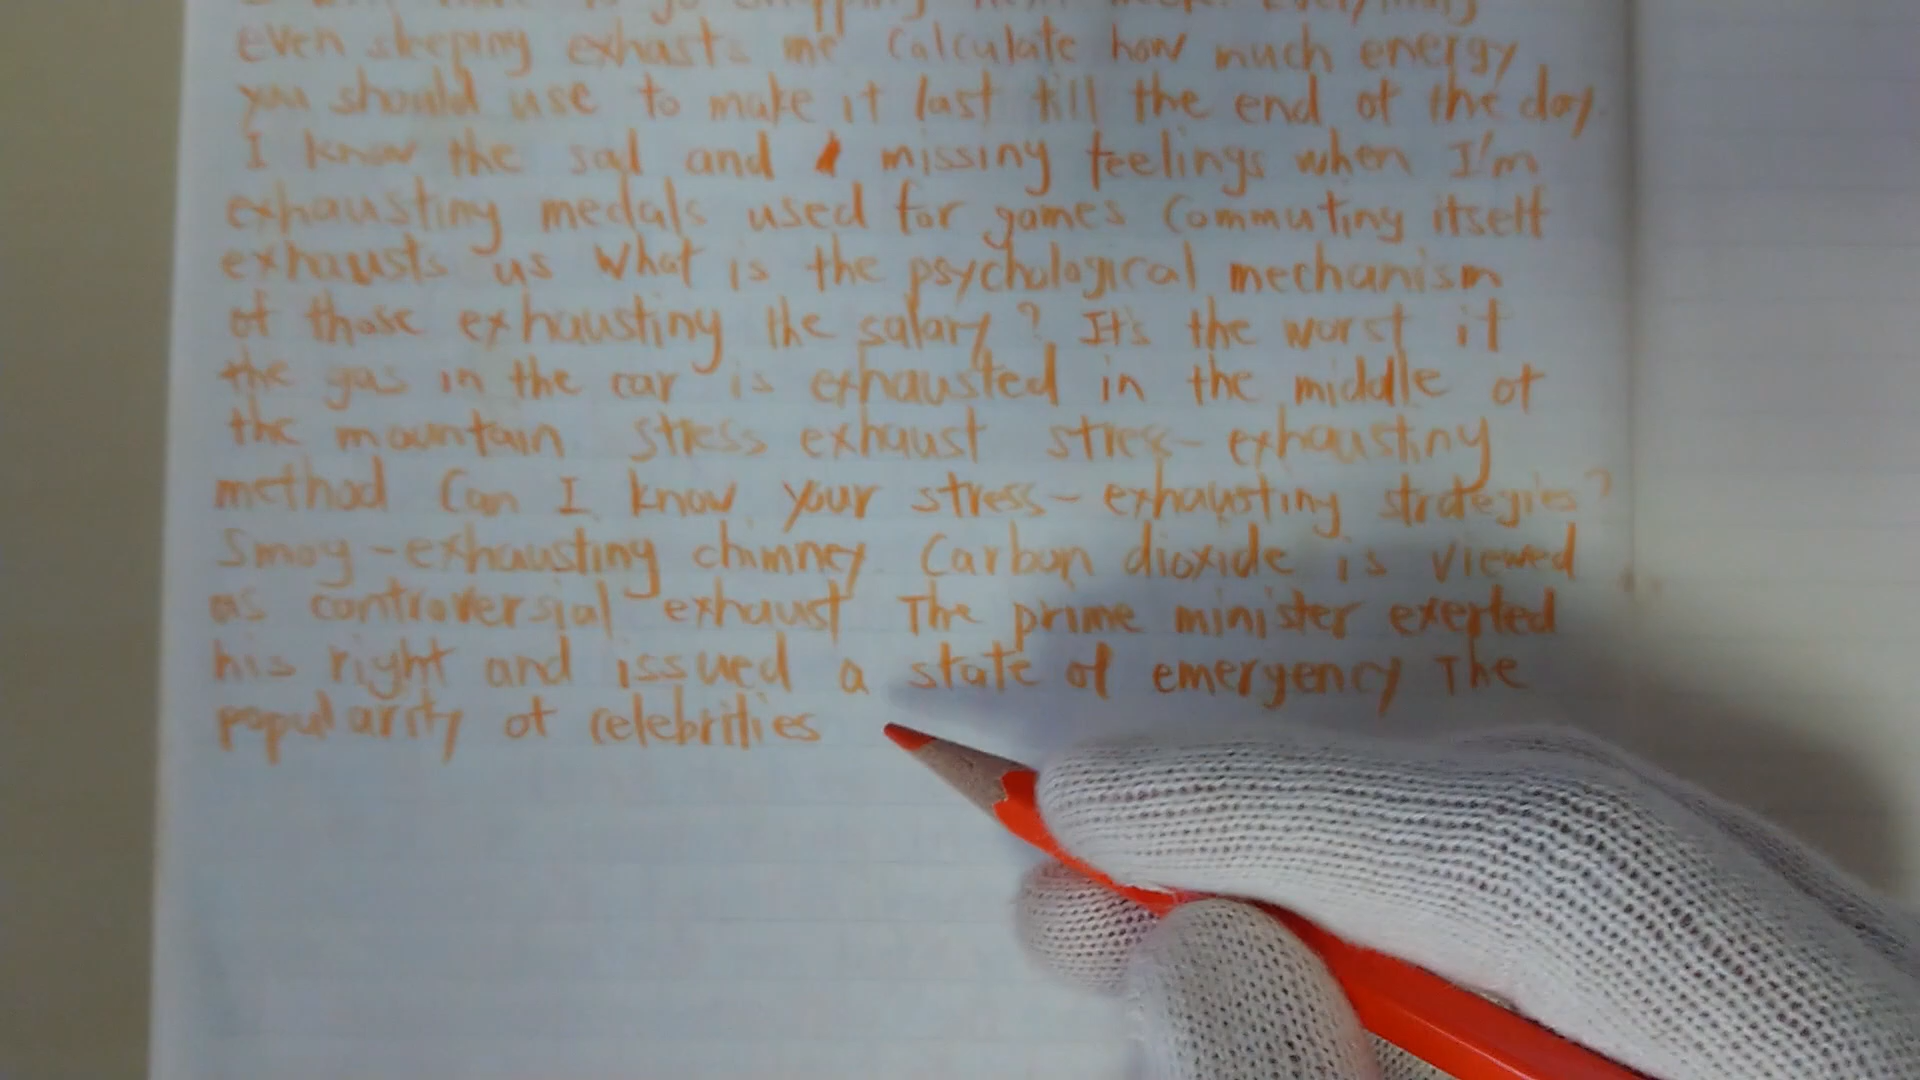 even sleeping exhausts me Calculate how much energy
you should use to make it last till the end of the day.
I know the sad and missing feelings when I'm
exhausting medals used for games Commuting itself
exhausts us What is the psychological mechanism
of those exhausting the salary? It's the worst if
the gas in the car is exhausted in the middle of
the mountain Stress exhaust stress-exhausting
method Can I know your stress-exhausting strategies?
Smog-exhausting chimney Carbon dioxide is viewed
as controversial exhaust The prime minister exerted
his right and issued a state of emergency The
popularity of celebrities